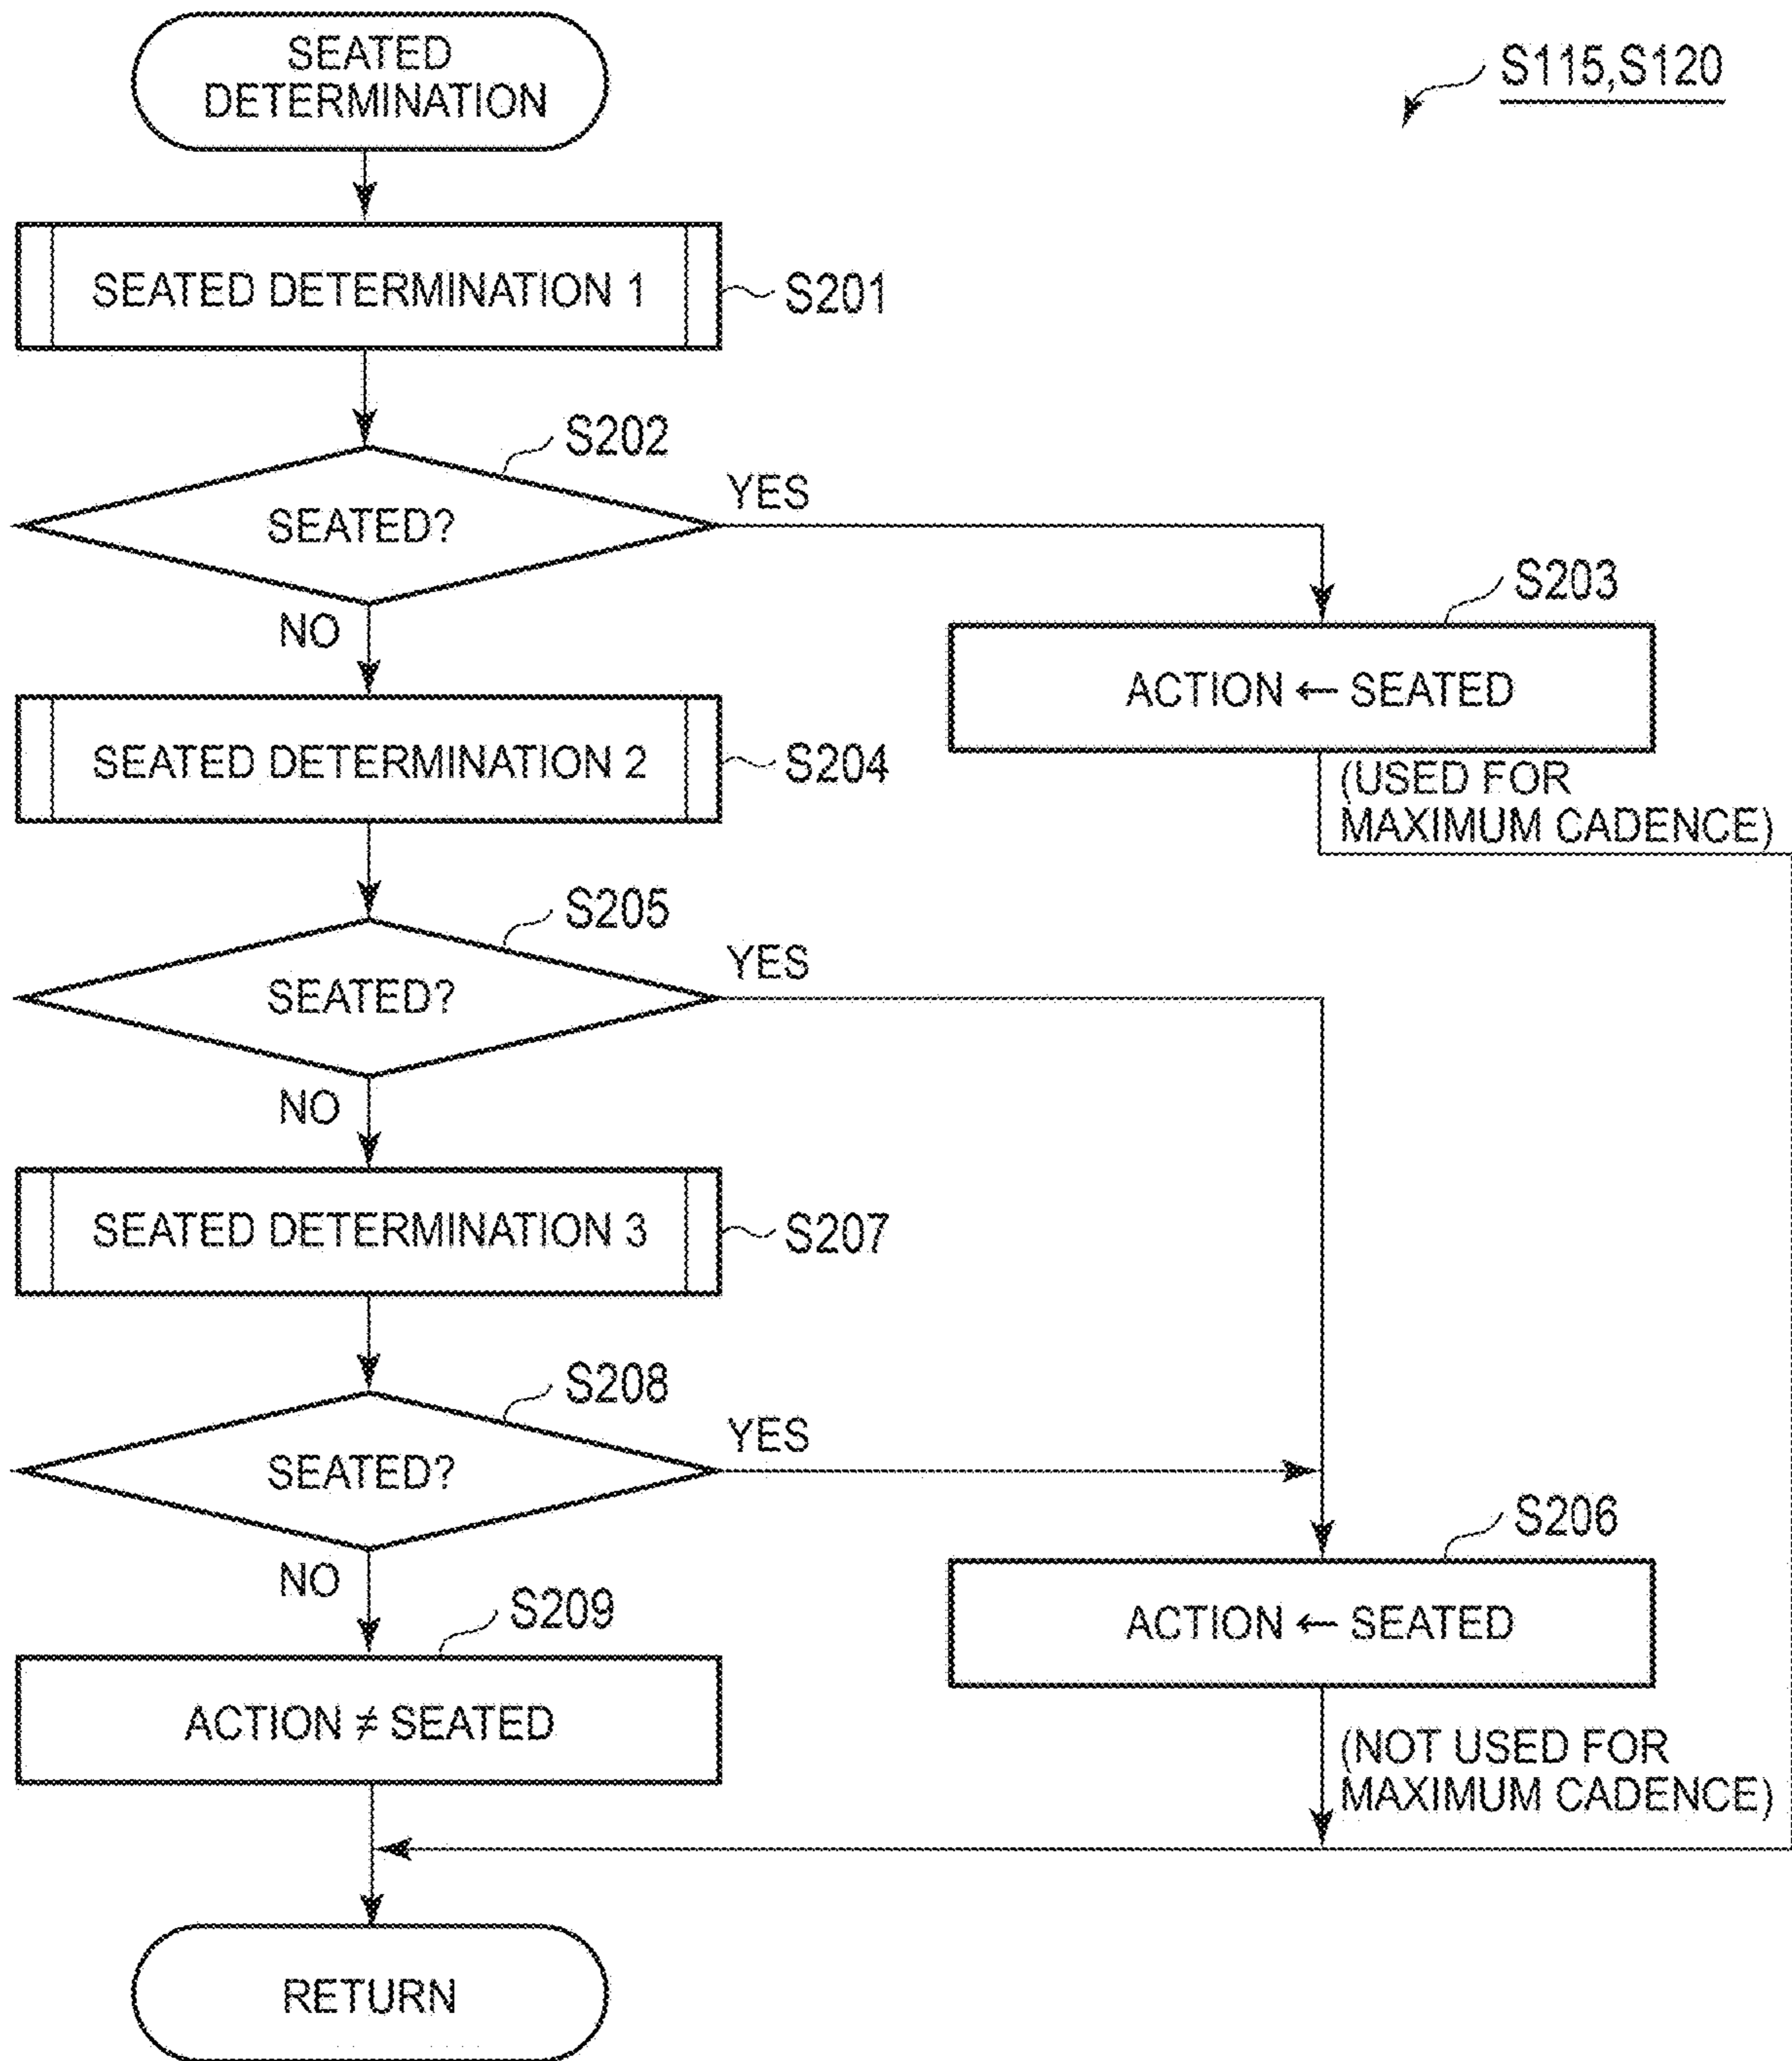 SEATED
DETERMINATION
S115,S120
SEATED DETERMINATION 1
S201
S202
SEATED?
YES
NO
S203
ACTION ← SEATED
(USED FOR
MAXIMUM CADENCE)
SEATED DETERMINATION 2
S204
S205
SEATED?
YES
NO
SEATED DETERMINATION 3
S207
S208
SEATED?
YES
NO
S206
ACTION ← SEATED
(NOT USED FOR
MAXIMUM CADENCE)
S209
ACTION ≠ SEATED
RETURN